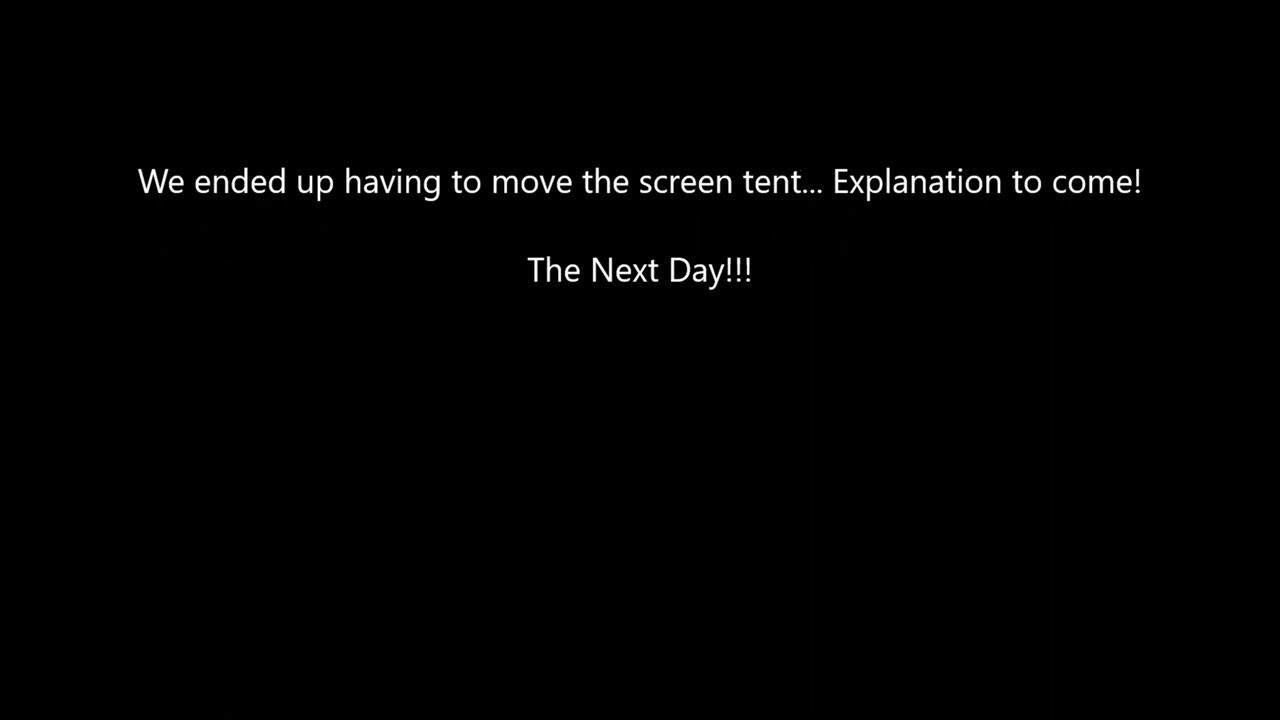 We ended up having to move the screen tent... Explanation to come!
The Next Day!!!